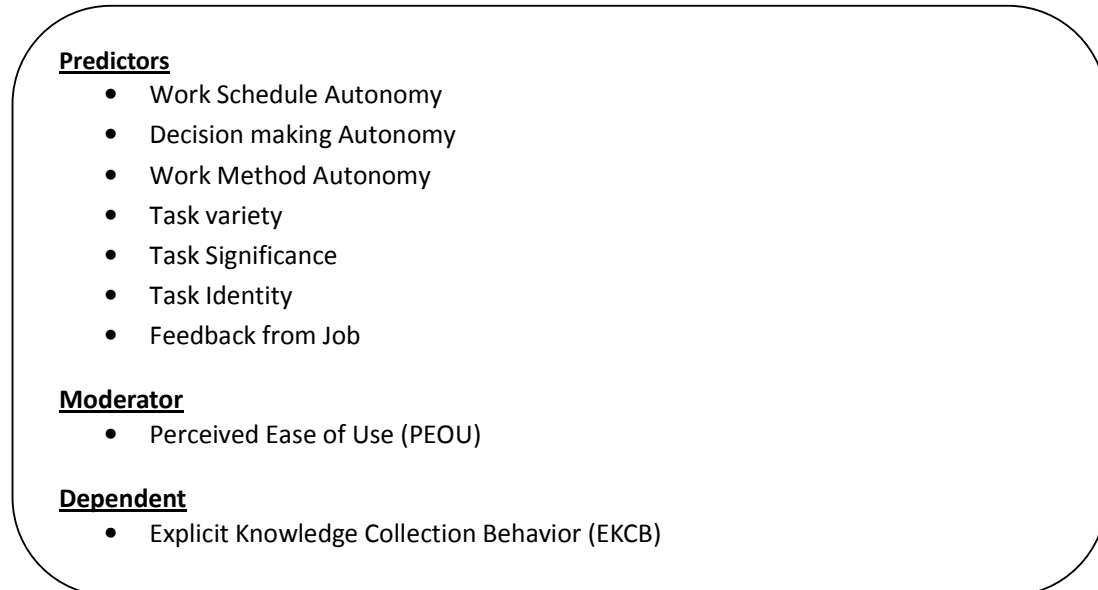 Predictors
• Work Schedule Autonomy
• Decision making Autonomy
• Work Method Autonomy
• Task variety
• Task Significance
• Task Identity
• Feedback from Job
Moderator
• Perceived Ease of Use (PEOU)
Dependent
• Explicit Knowledge Collection Behavior (EKCB)